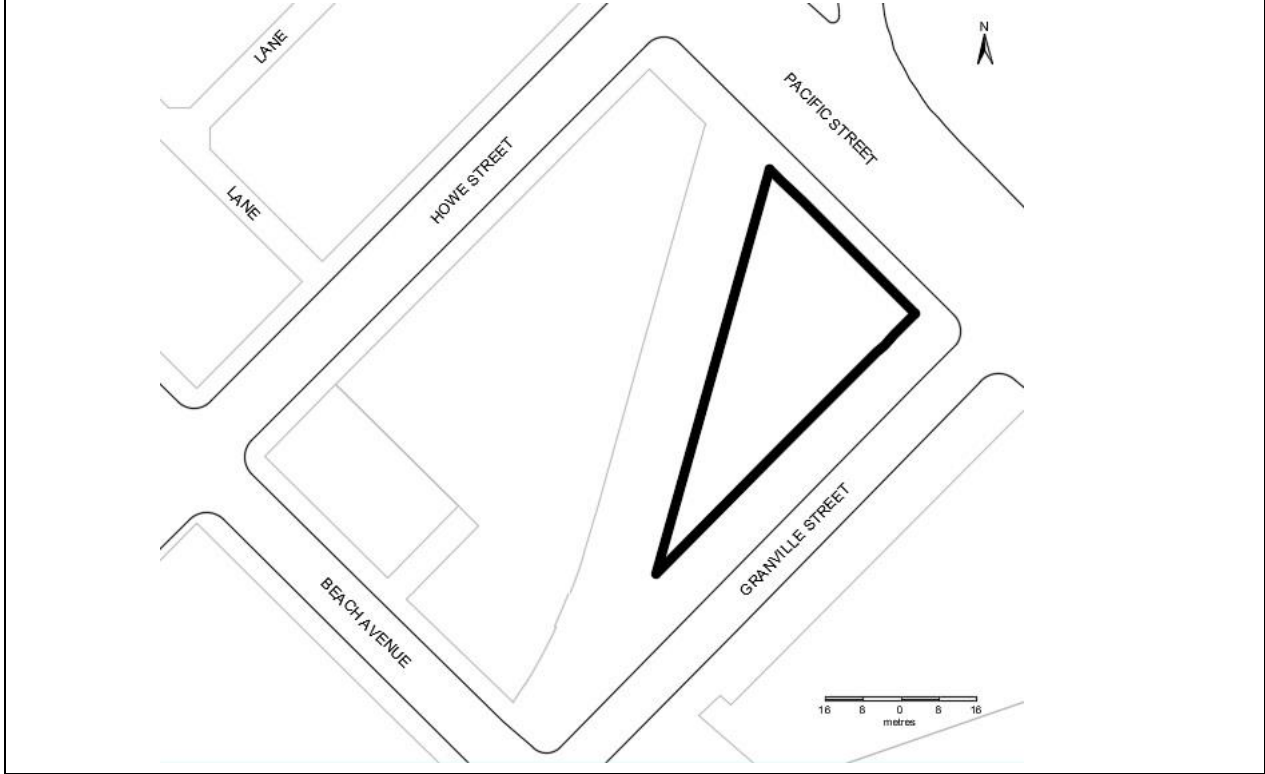 LANE
N
PACIFIC STREET
HOWE STREET
LANE
GRANVILLE STREET
BEACH AVENUE
16 8 0 8 16
metres